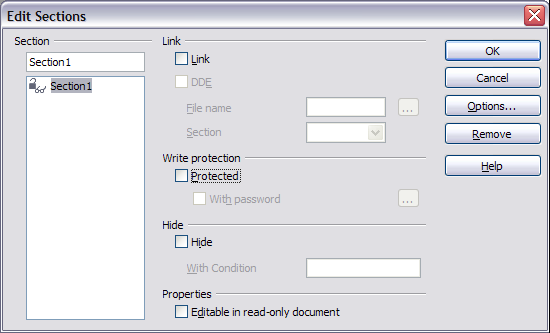 Edit Sections
Section
Section1
Section1
Link
Link
DDE
File name
...
Section
Write protection
Protected
With password
...
Hide
Hide
With Condition
Properties
Editable in read-only document
OK
Cancel
Options...
Remove
Help